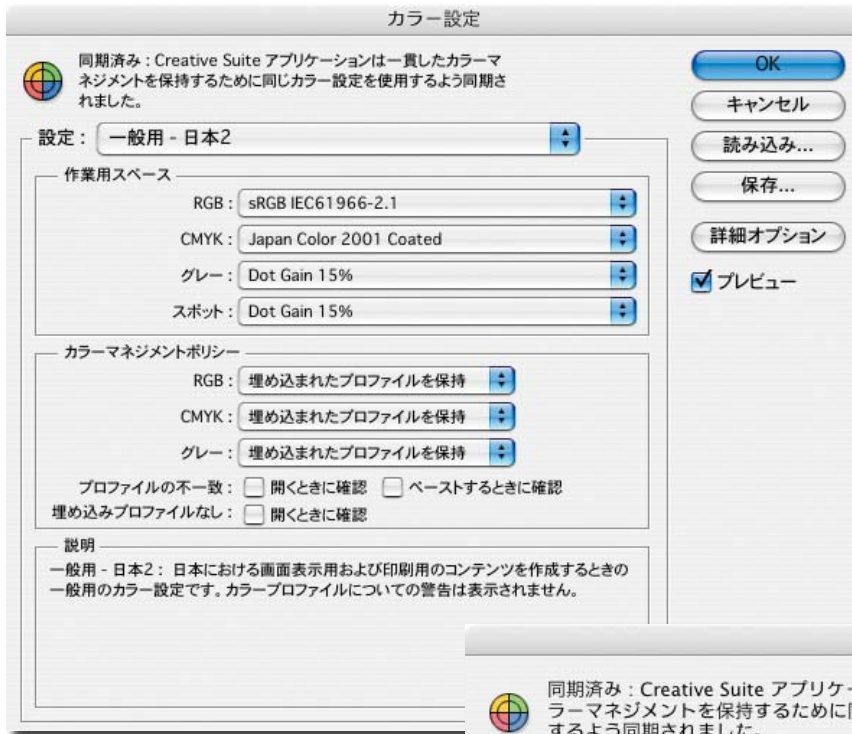 カラー設定
同期済み : Creative Suite アプリケーションは一貫したカラーマ
ネジメントを保持するために同じカラー設定を使用するよう同期さ
れました。
OK
キャンセル
読み込み...
保存...
詳細オプション
プレビュー
設定 : 一般用 - 日本2
作業用スペース
RGB : sRGB IEC61966-2.1
CMYK : Japan Color 2001 Coated
グレー : Dot Gain 15%
スポット : Dot Gain 15%
カラーマネジメントポリシー
RGB : 埋め込まれたプロファイルを保持
CMYK : 埋め込まれたプロファイルを保持
グレー : 埋め込まれたプロファイルを保持
プロファイルの不一致 : 開くときに確認 ペーストするときに確認
埋め込みプロファイルなし : 開くときに確認
説明
一般用 - 日本2 : 日本における画面表示用および印刷用のコンテンツを作成するときの
一般用のカラー設定です。カラープロファイルについての警告は表示されません。
同期済み : Creative Suite アプリケー
ラーマネジメントを保持するために
するよう同期されました。